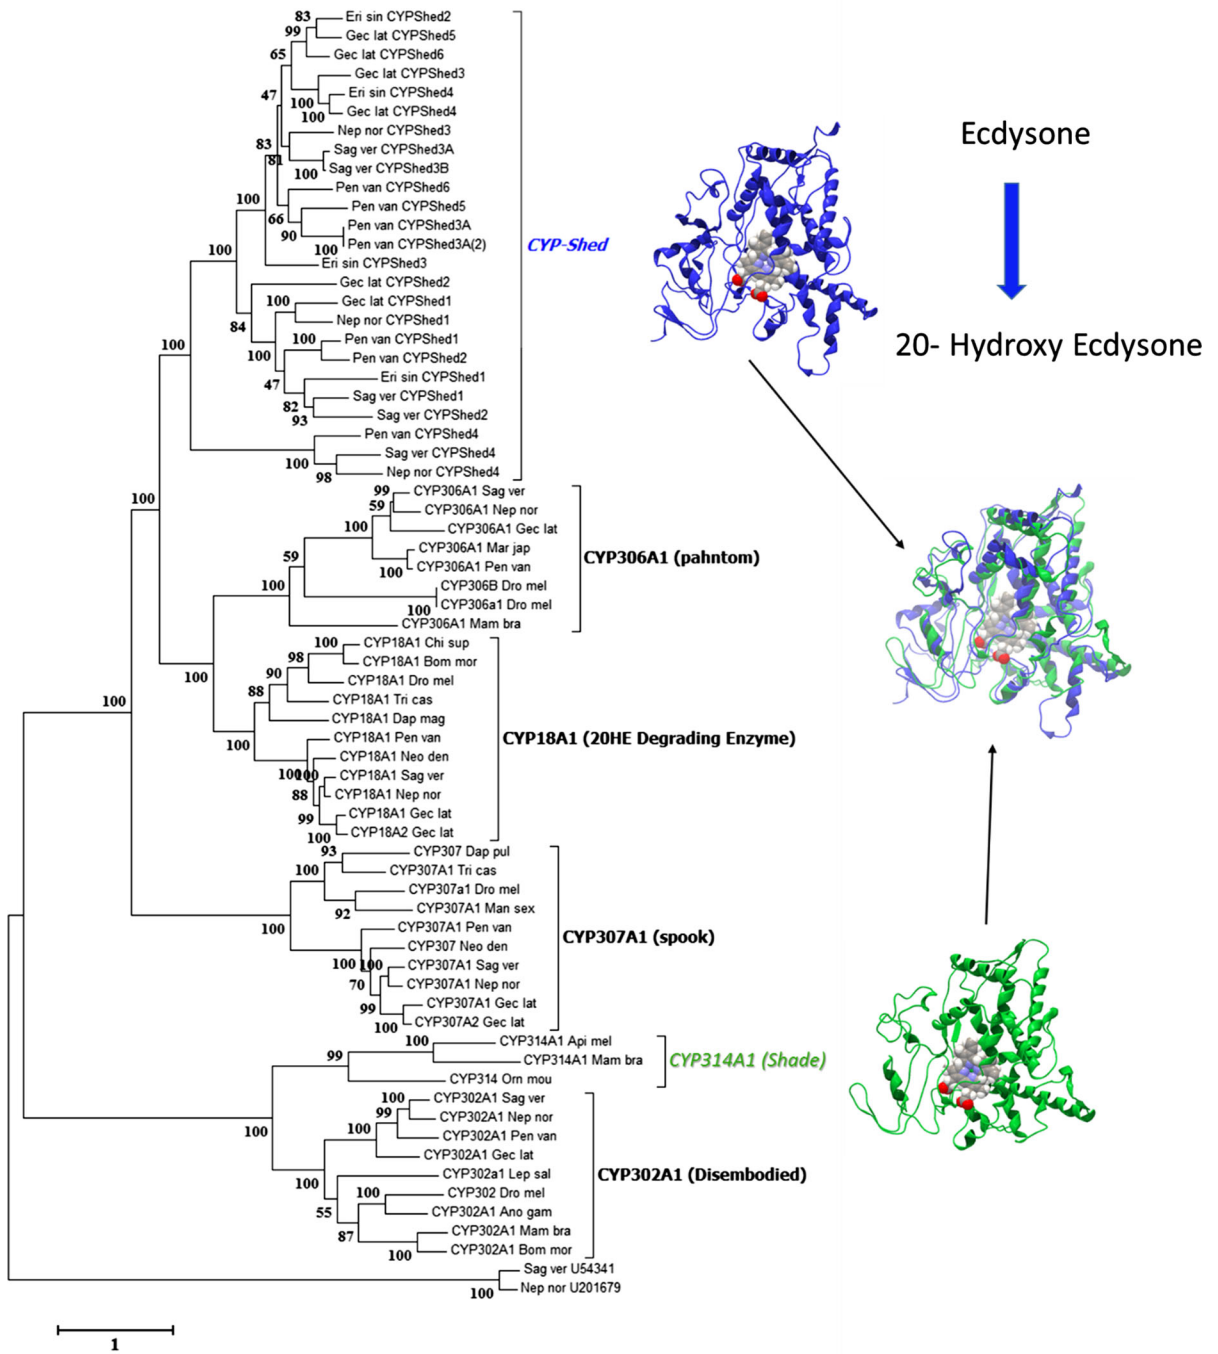 83
Eri sin CYPShed2
99
Gec lat CYPShed5
65
Gec lat CYPShed6
Gec lat CYPShed3
47
100
Eri sin CYPShed4
100
Gec lat CYPShed4
Nep nor CYPShed3
83
81
Sag ver CYPShed3A
100
Sag ver CYPShed3B
Pen van CYPShed6
100
66
Pen van CYPShed5
90
Pen van CYPShed3A
100
Pen van CYPShed3A(2)
100
Eri sin CYPShed3
Gec lat CYPShed2
100
Gec lat CYPShed1
84
Nep nor CYPShed1
100
Pen van CYPShed1
100
100
Pen van CYPShed2
47
Eri sin CYPShed1
82
Sag ver CYPShed1
93
Sag ver CYPShed2
Pen van CYPShed4
100
Sag ver CYPShed4
98
Nep nor CYPShed4
CYP-Shed
100
99
CYP306A1 Sag ver
59
CYP306A1 Nep nor
100
CYP306A1 Gec lat
CYP306A1 Mar jap
59
100
CYP306A1 Pen van
100
CYP306B Dro mel
100
CYP306a1 Dro mel
CYP306A1 Mam bra
CYP306A1 (pahntom)
100
100
CYP18A1 Chi sup
98
CYP18A1 Bom mor
90
CYP18A1 Dro mel
88
CYP18A1 Tri cas
CYP18A1 Dap mag
100
CYP18A1 Pen van
CYP18A1 Neo den
100
100
CYP18A1 Sag ver
88
CYP18A1 Nep nor
99
CYP18A1 Gec lat
100
CYP18A2 Gec lat
CYP18A1 (20HE Degrading Enzyme)
100
93
CYP307 Dap pul
100
CYP307A1 Tri cas
CYP307a1 Dro mel
92
CYP307A1 Man sex
100
CYP307A1 Pen van
CYP307 Neo den
100
100
CYP307A1 Sag ver
70
CYP307A1 Nep nor
99
CYP307A1 Gec lat
100
CYP307A2 Gec lat
CYP307A1 (spook)
100
CYP314A1 Api mel
99
CYP314A1 Mam bra
CYP314 Orn mou
CYP314A1 (Shade)
100
100
CYP302A1 Sag ver
99
CYP302A1 Nep nor
100
CYP302A1 Pen van
CYP302A1 Gec lat
100
CYP302a1 Lep sal
100
CYP302 Dro mel
55
CYP302A1 Ano gam
87
CYP302A1 Mam bra
100
CYP302A1 Bom mor
CYP302A1 (Disembodied)
Sag ver U54341
100
Nep nor U201679
1
Ecdysone
20- Hydroxy Ecdysone